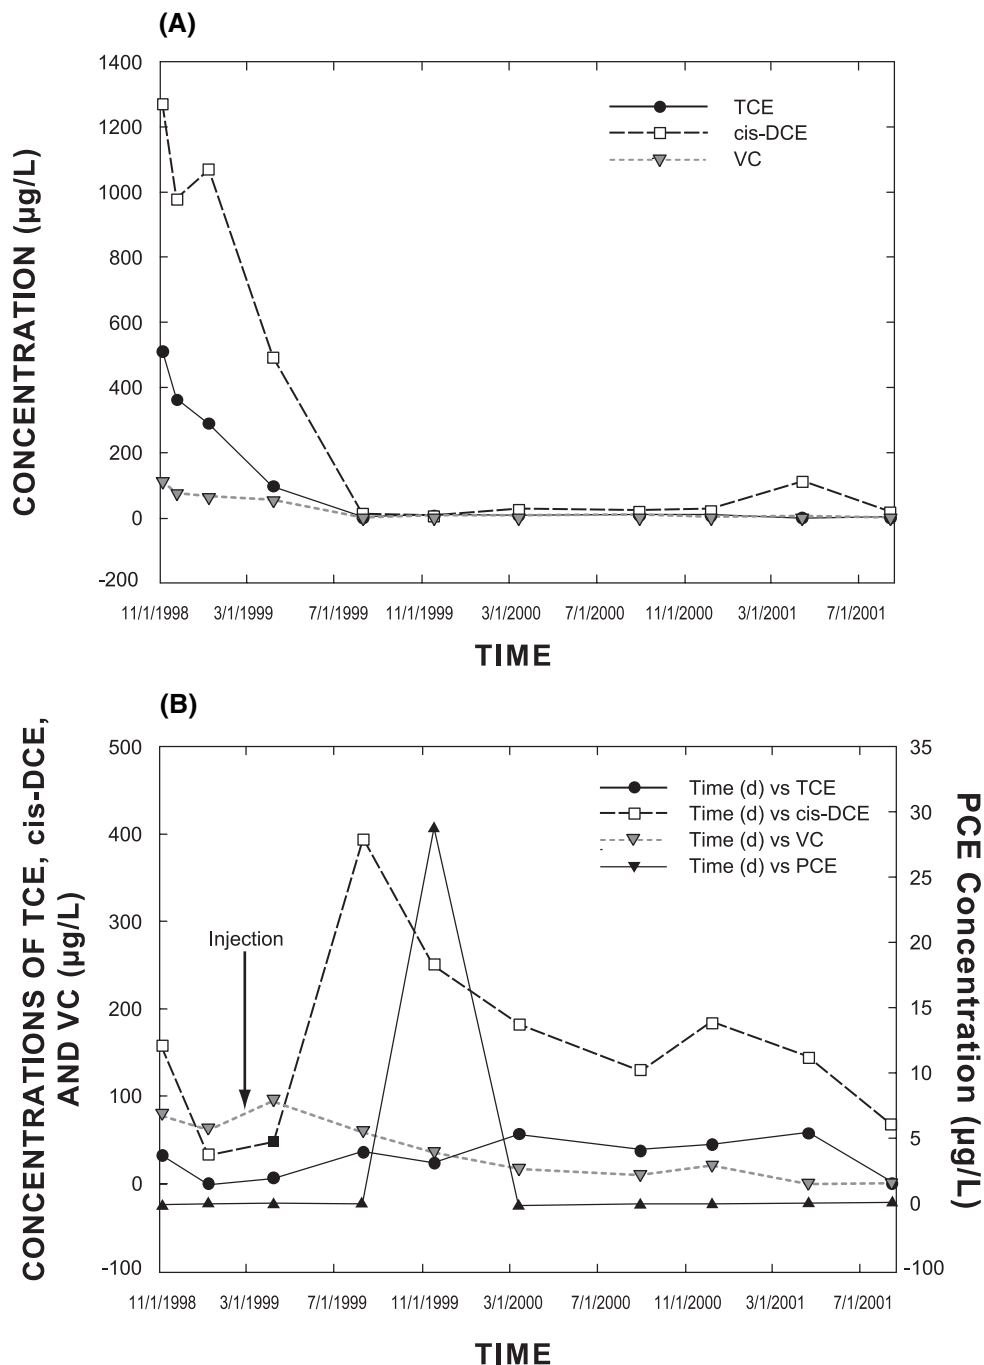 (A)
CONCENTRATION (µg/L)
1400
1200
1000
800
600
400
200
0
-200
TCE
cis-DCE
VC
11/1/1998 3/1/1999 7/1/1999 11/1/1999 3/1/2000 7/1/2000 11/1/2000 3/1/2001 7/1/2001
TIME
(B)
CONCENTRATIONS OF TCE, cis-DCE,
AND VC (µg/L)
500
400
300
200
100
0
-100
Injection
Time (d) vs TCE
Time (d) vs cis-DCE
Time (d) vs VC
Time (d) vs PCE
35
30
25
20
15
10
5
0
-100
PCE Concentration (µg/L)
11/1/1998 3/1/1999 7/1/1999 11/1/1999 3/1/2000 7/1/2000 11/1/2000 3/1/2001 7/1/2001
TIME